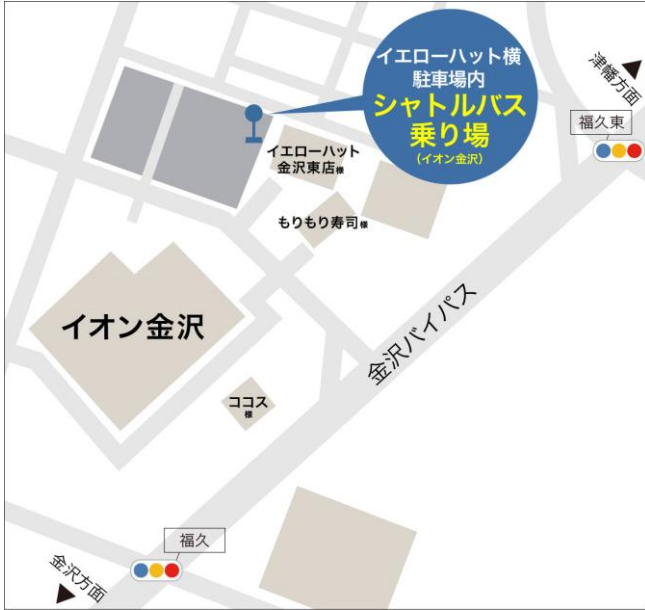 イエローハット横
駐車場内
シャトルバス
乗り場
(イオン金沢)
津幡方面
福久東
イエローハット
金沢東店様
もりもり寿司様
イオン金沢
金沢バイパス
ココス
様
福久
金沢方面